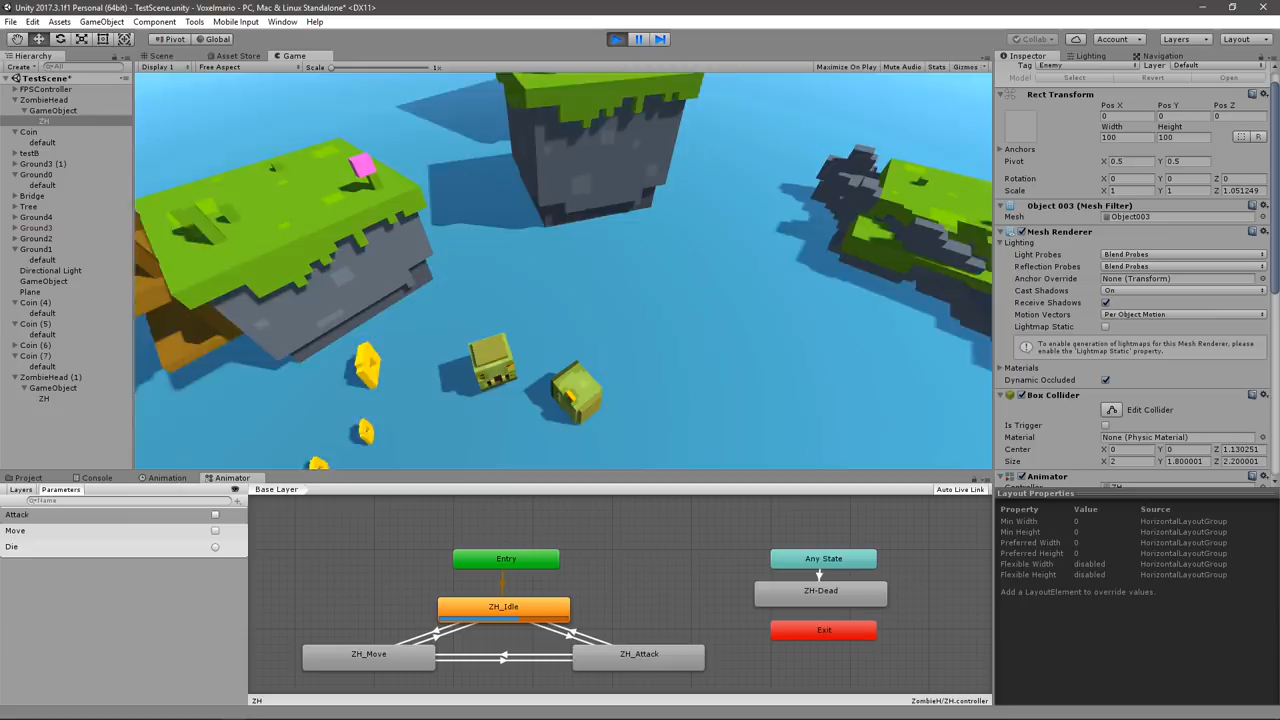 Unity 2017.3.1f1 Personal (64bit) - TestScene.unity - Voxelmario - PC, Mac & Linux Standalone* <DX11>
File Edit Assets GameObject Component Tools Mobile Input Window Help
Pivot Global Collab Account Layers Layout
Hierarchy Scene Asset Store Game Inspector Lighting Navigation
Create All Display 1 Free Aspect Scale 1x Maximize On Play Mute Audio Stats Gizmos
Tag Enemy Layer Default
Model Select Revert Open
TestScene*
FPSController
ZombieHead
GameObject
ZH
Coin
default
testB
Ground3 (1)
Ground0
default
Bridge
Tree
Ground4
Ground3
Ground2
Ground1
default
Directional Light
GameObject
Plane
Coin (4)
default
Coin (5)
default
Coin (6)
Coin (7)
default
ZombieHead (1)
GameObject
ZH
Rect Transform
Pos X Pos Y Pos Z
0 0 0
Width Height
100 100
R
Anchors
Pivot X 0.5 Y 0.5
Rotation X 0 Y 0 Z 0
Scale X 1 Y 1 Z 1.051249
Object 003 (Mesh Filter)
Mesh Object003
Mesh Renderer
Lighting
Light Probes Blend Probes
Reflection Probes Blend Probes
Anchor Override None (Transform)
Cast Shadows On
Receive Shadows
Motion Vectors Per Object Motion
Lightmap Static
To enable generation of lightmaps for this Mesh Renderer, please
enable the 'Lightmap Static' property.
Materials
Dynamic Occluded
Box Collider
Edit Collider
Is Trigger
Material None (Physic Material)
Center X 0 Y 0 Z 1.130251
Size X 2 Y 1.800001 Z 2.200001
Animator
Project Console Animation Animator
Layers Parameters Base Layer Auto Live Link
Name
Attack
Move
Die
Entry
Any State
ZH_Idle
ZH-Dead
Exit
ZH_Move
ZH_Attack
ZH ZombieH/ZH.controller
Layout Properties
Property Value Source
Min Width 0 HorizontalLayoutGroup
Min Height 0 HorizontalLayoutGroup
Preferred Width 0 HorizontalLayoutGroup
Preferred Height 0 HorizontalLayoutGroup
Flexible Width disabled HorizontalLayoutGroup
Flexible Height disabled HorizontalLayoutGroup
Add a LayoutElement to override values.